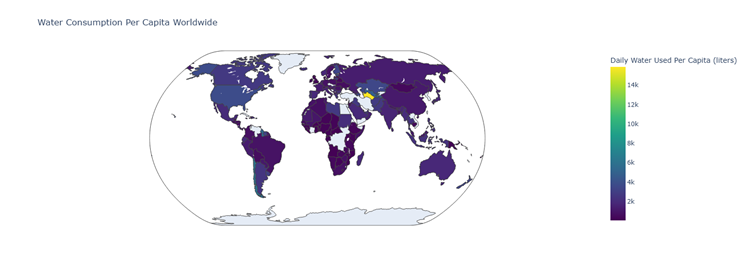 Water Consumption Per Capita Worldwide
Daily Water Used Per Capita (liters)
14k
12k
10k
8k
6k
4k
2k